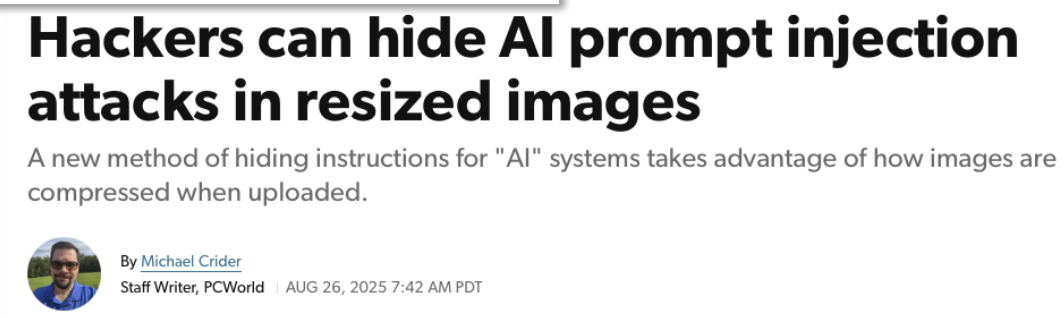 Hackers can hide AI prompt injection
attacks in resized images
A new method of hiding instructions for "AI" systems takes advantage of how images are
compressed when uploaded.
By Michael Crider
Staff Writer, PCWorld | AUG 26, 2025 7:42 AM PDT